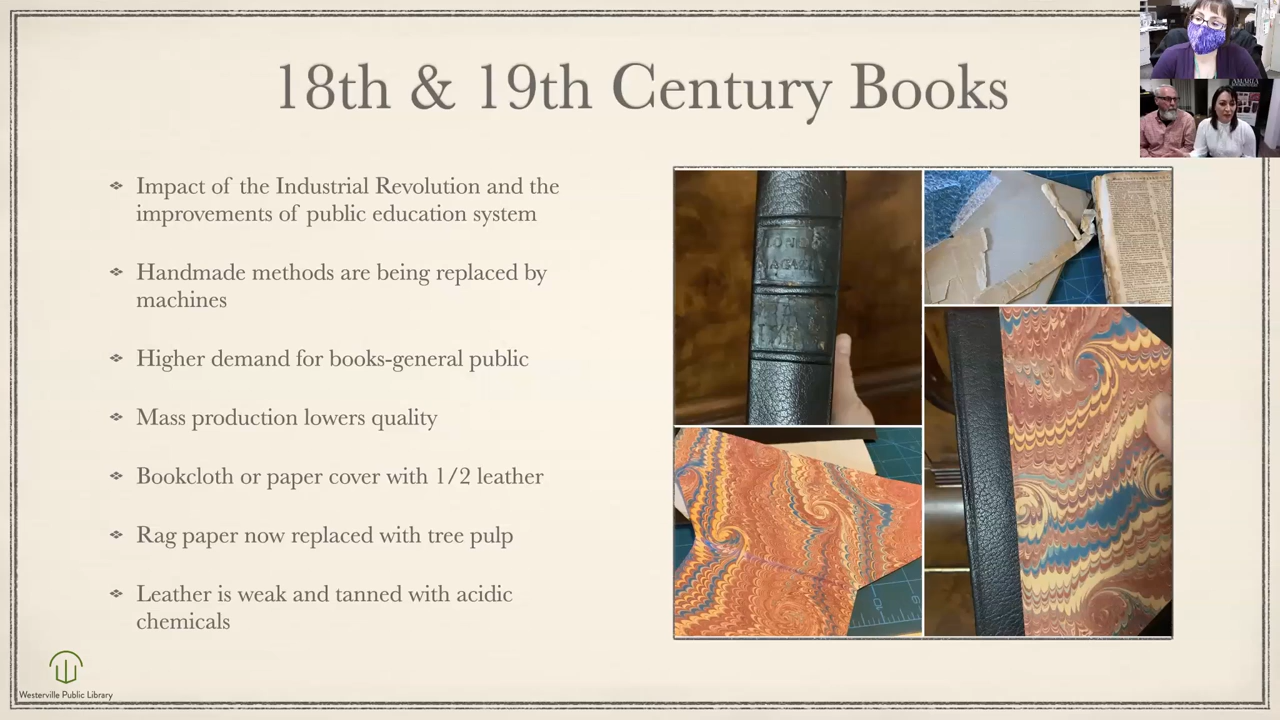 18th & 19th Century Books
Impact of the Industrial Revolution and the
improvements of public education system
Handmade methods are being replaced by
machines
Higher demand for books-general public
Mass production lowers quality
Bookcloth or paper cover with 1/2 leather
Rag paper now replaced with tree pulp
Leather is weak and tanned with acidic
chemicals
Westerville Public Library